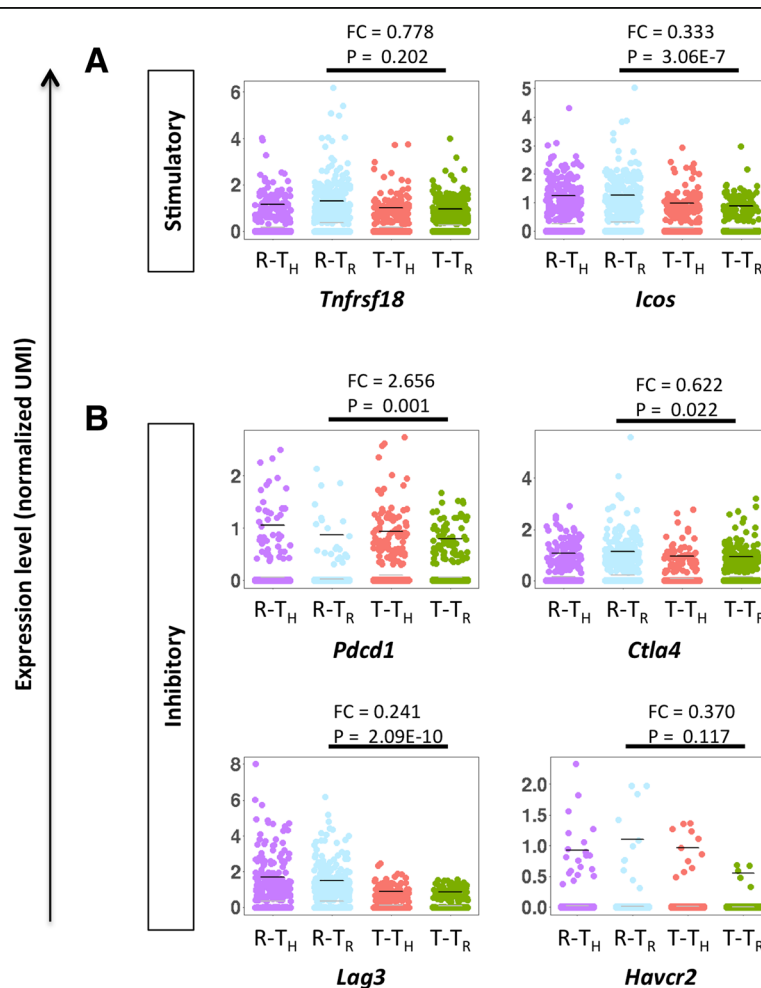 A
Stimulatory
FC = 0.778
P = 0.202
6
4
2
0
R-TH R-TR T-TH T-TR
Tnfrsf18
FC = 0.333
P = 3.06E-7
5
4
3
2
1
0
R-TH R-TR T-TH T-TR
Icos
Expression level (normalized UMI)
B
Inhibitory
FC = 2.656
P = 0.001
2
1
0
R-TH R-TR T-TH T-TR
Pdcd1
FC = 0.622
P = 0.022
4
2
0
R-TH R-TR T-TH T-TR
Ctla4
FC = 0.241
P = 2.09E-10
8
6
4
2
0
R-TH R-TR T-TH T-TR
Lag3
FC = 0.370
P = 0.117
2.0
1.5
1.0
0.5
0.0
R-TH R-TR T-TH T-TR
Havcr2